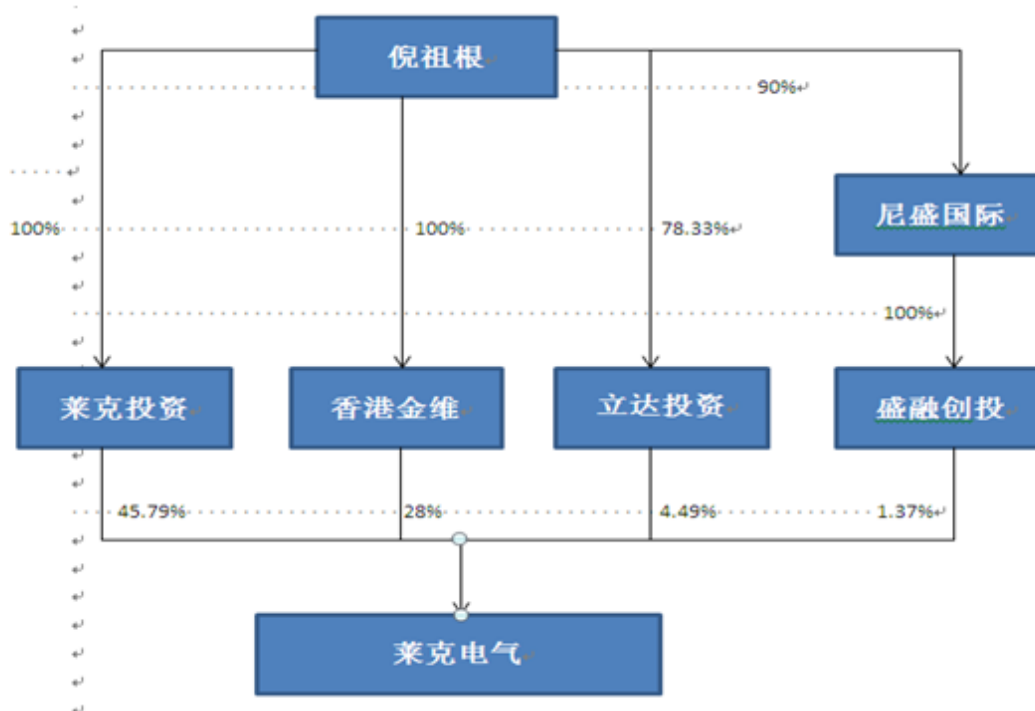 倪祖根
90%
尼盛国际
100%
100%
78.33%
100%
莱克投资
香港金维
立达投资
盛融创投
45.79%
28%
4.49%
1.37%
莱克电气